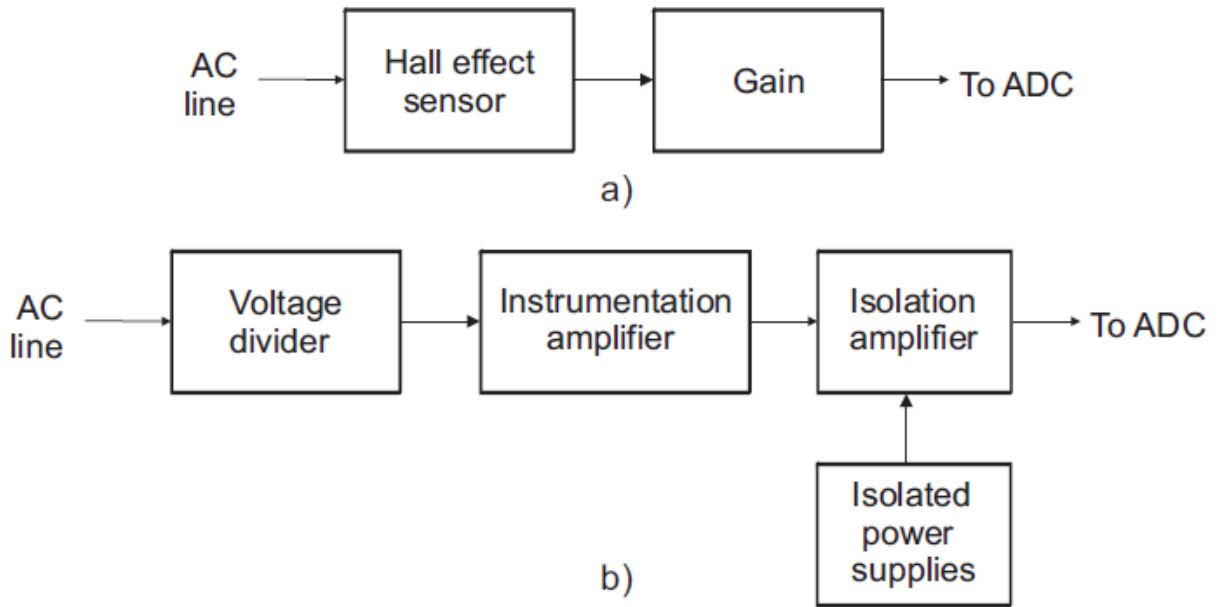 AC
line
Hall effect
sensor
Gain
To ADC
a)
AC
line
Voltage
divider
Instrumentation
amplifier
Isolation
amplifier
To ADC
Isolated
power
supplies
b)